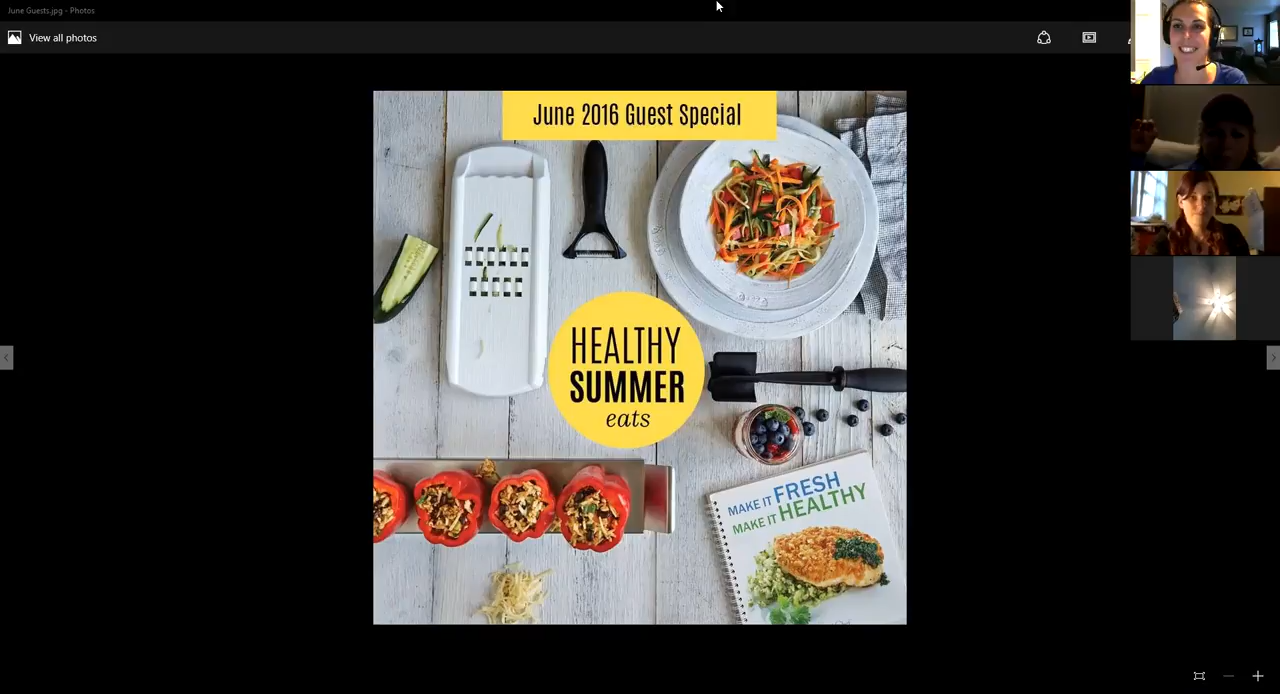 June Guests.jpg - Photos
View all photos
June 2016 Guest Special
HEALTHY
SUMMER
eats
MAKE IT FRESH
MAKE IT HEALTHY